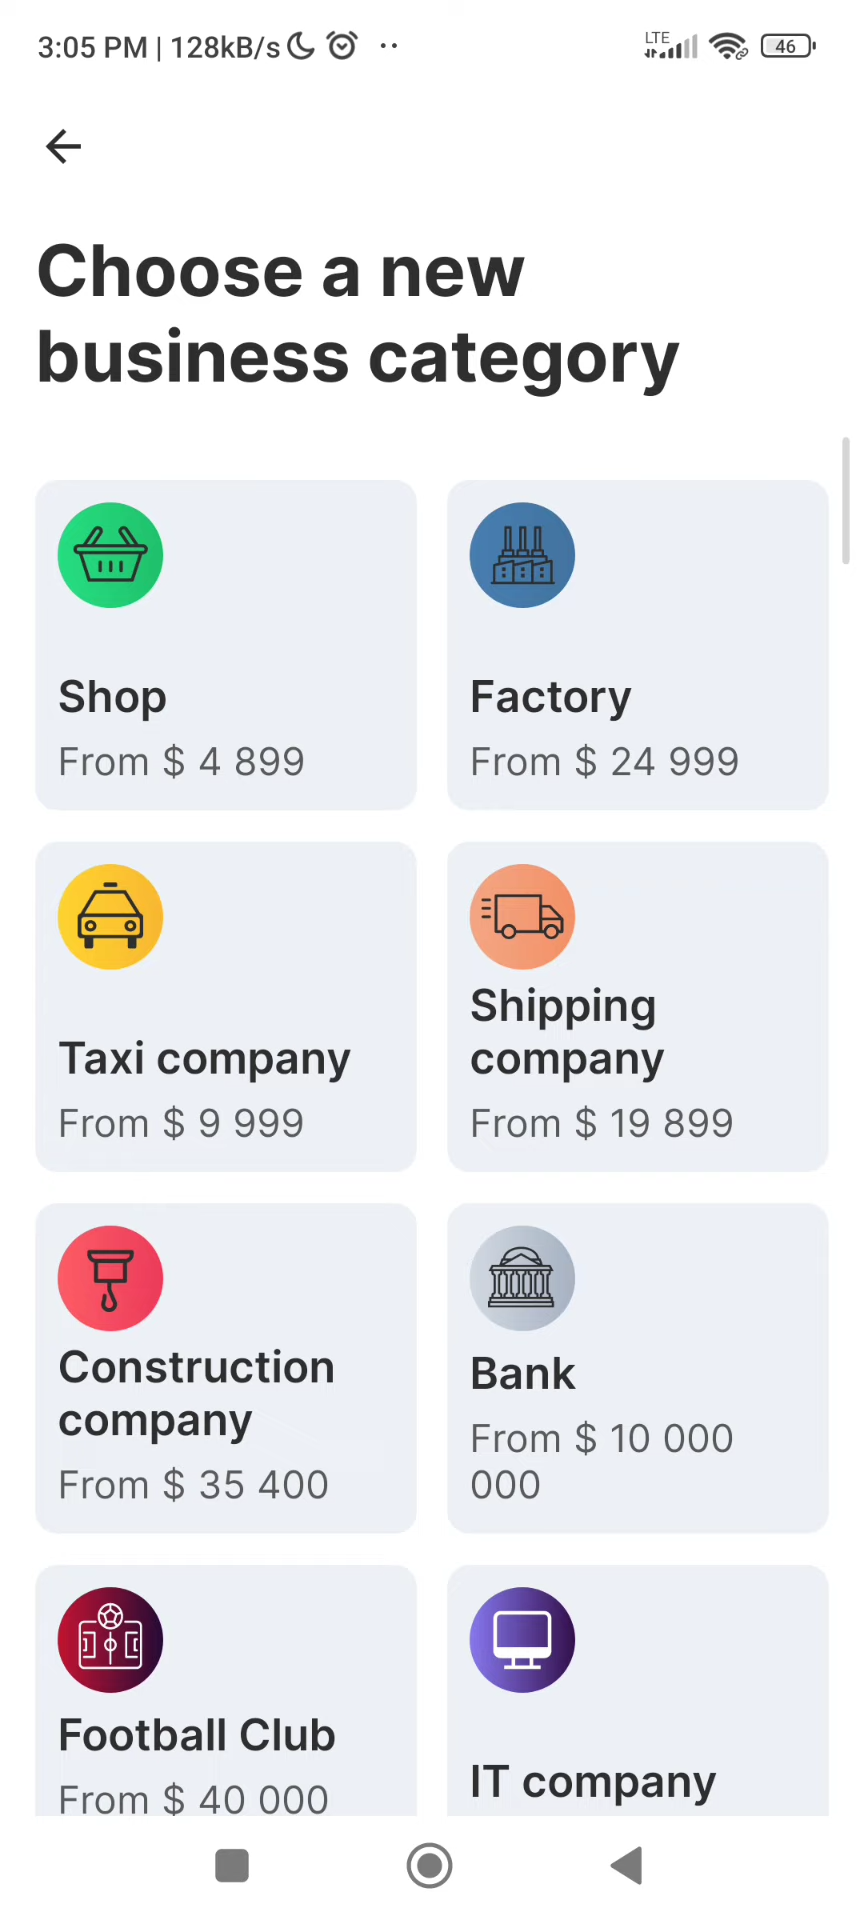 3:05 PM | 128kB/s
LTE
46
Choose a new
business category
Shop
From $ 4 899
Factory
From $ 24 999
Taxi company
From $ 9 999
Shipping
company
From $ 19 899
Construction
company
From $ 35 400
Bank
From $ 10 000
000
Football Club
From $ 40 000
IT company